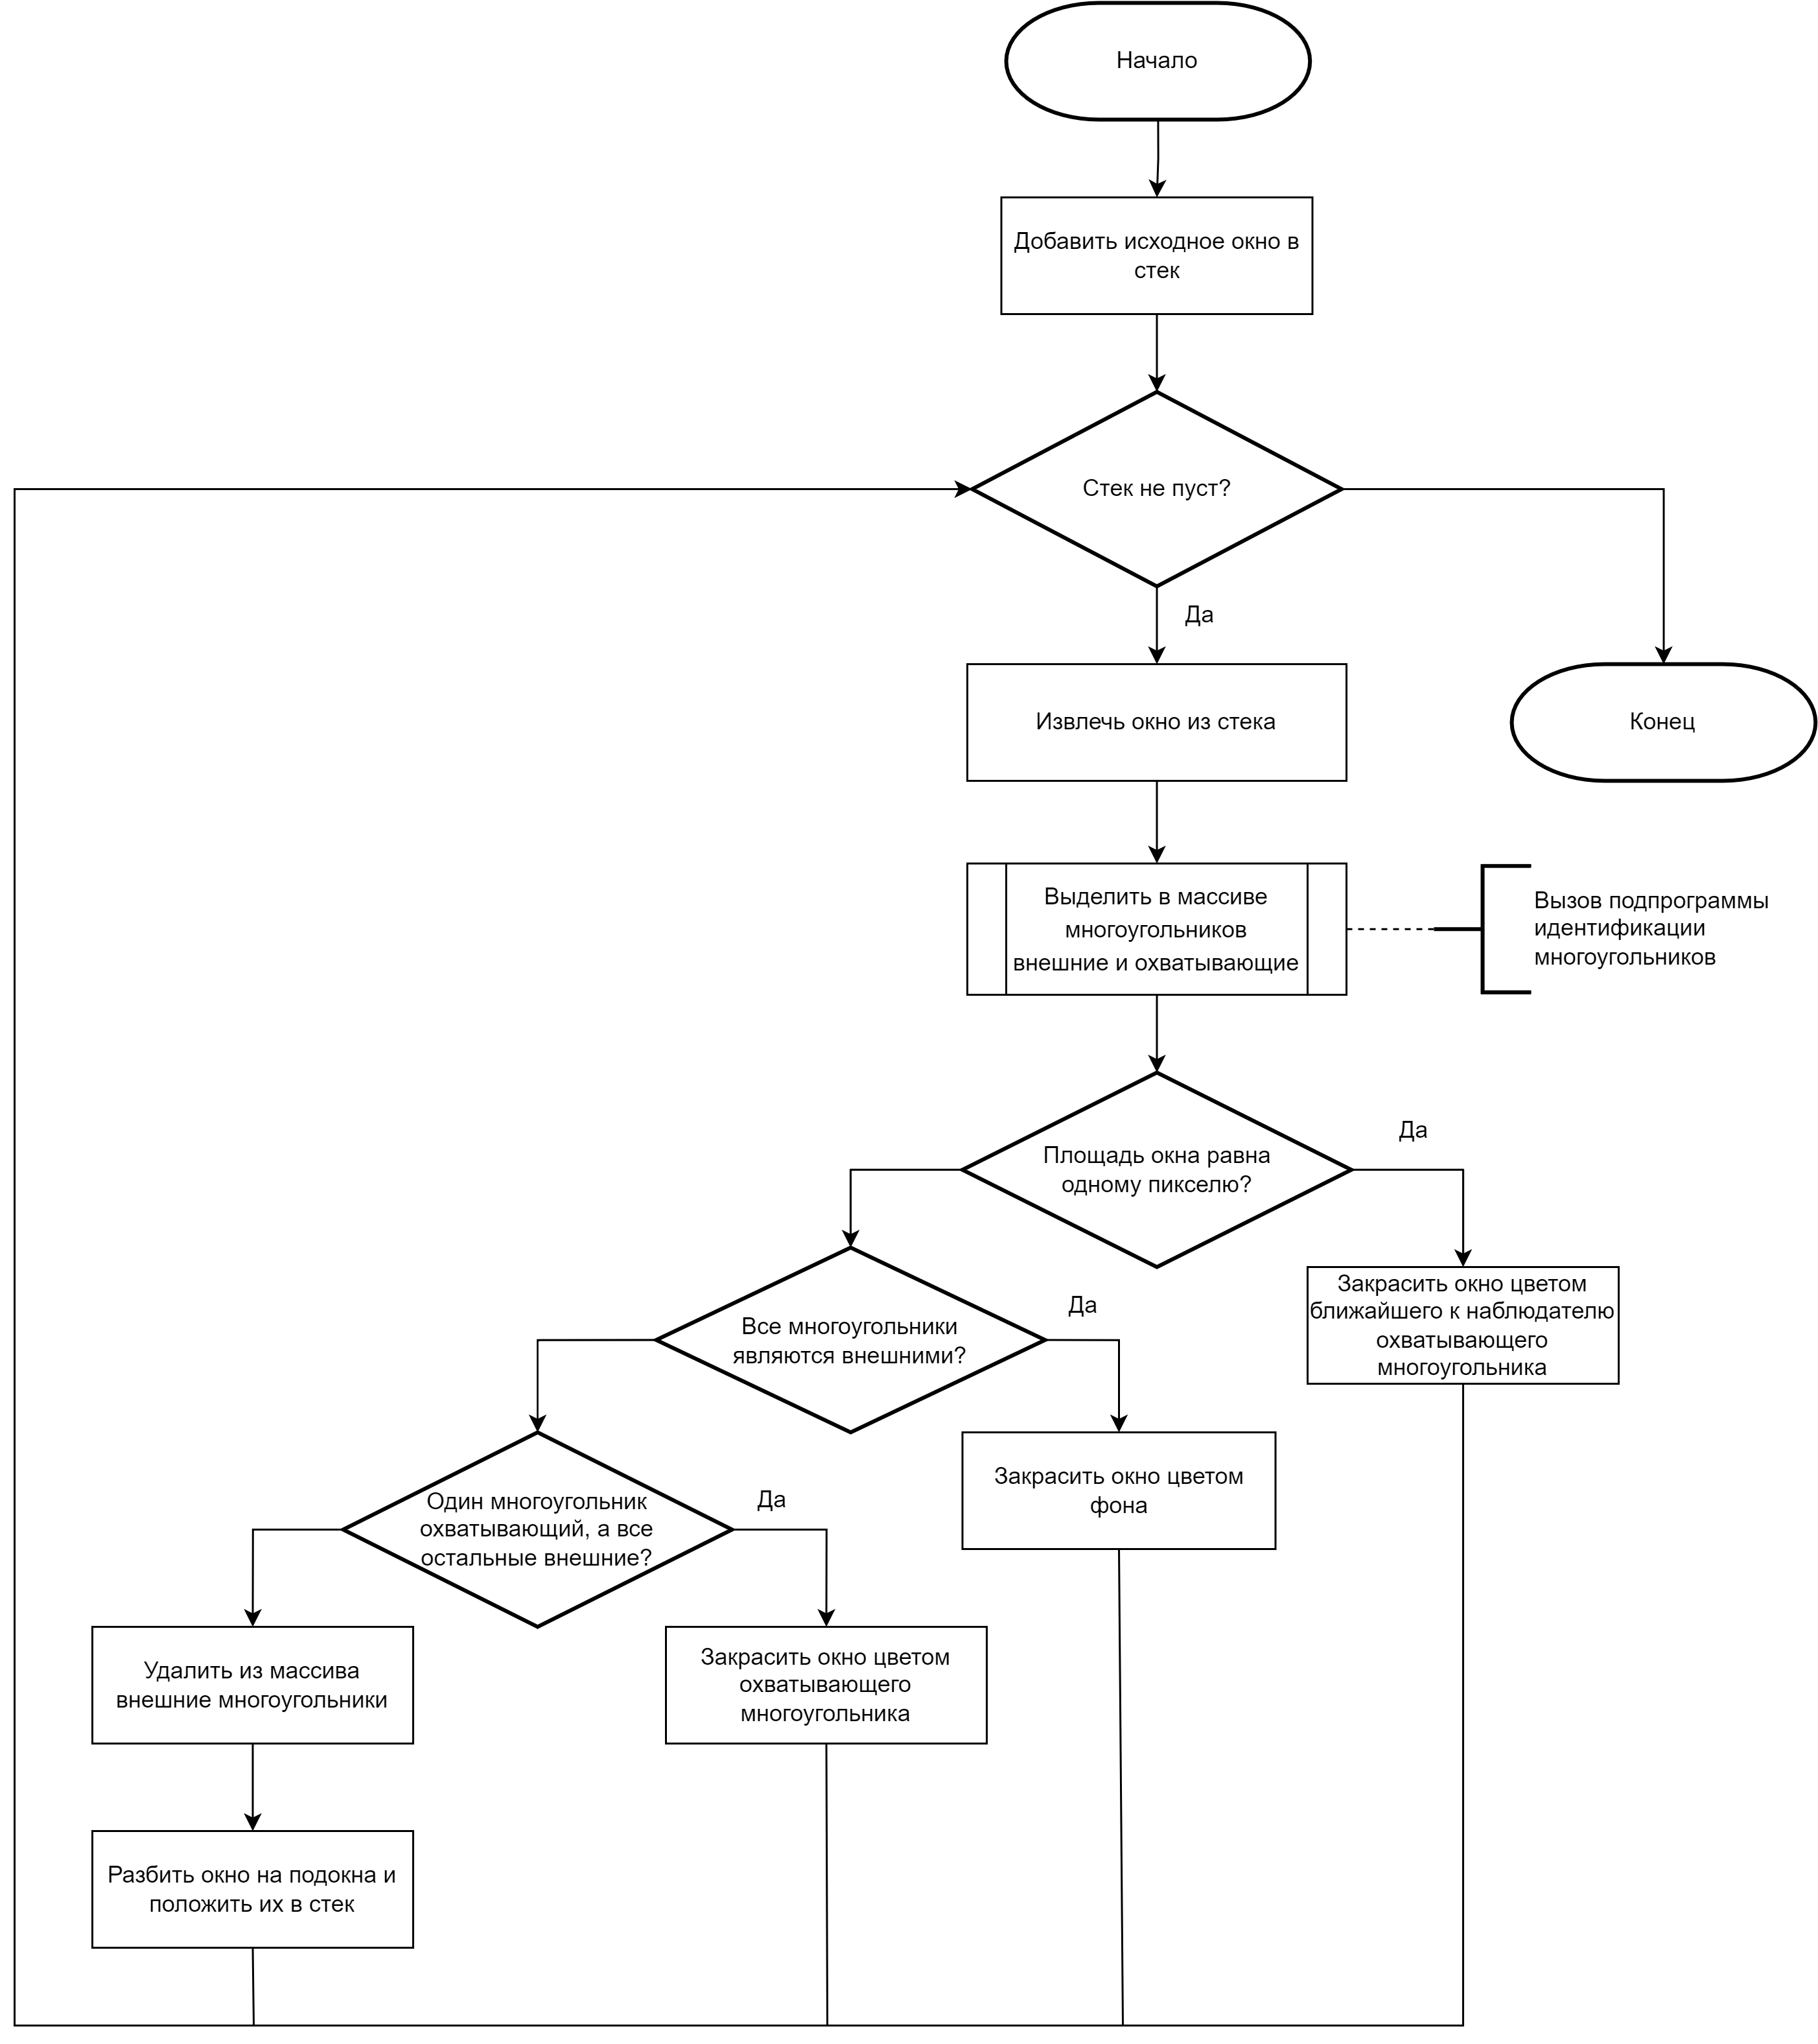 Начало
Добавить исходное окно в
стек
Стек не пуст?
Да
Извлечь окно из стека
Конец
Выделить в массиве
многоугольников
внешние и охватывающие
Вызов подпрограммы
идентификации
многоугольников
Да
Площадь окна равна
одному пикселю?
Закрасить окно цветом
ближайшего к наблюдателю
охватывающего
многоугольника
Да
Все многоугольники
являются внешними?
Закрасить окно цветом
фона
Да
Один многоугольник
охватывающий, а все
остальные внешние?
Удалить из массива
внешние многоугольники
Закрасить окно цветом
охватывающего
многоугольника
Разбить окно на подокна и
положить их в стек